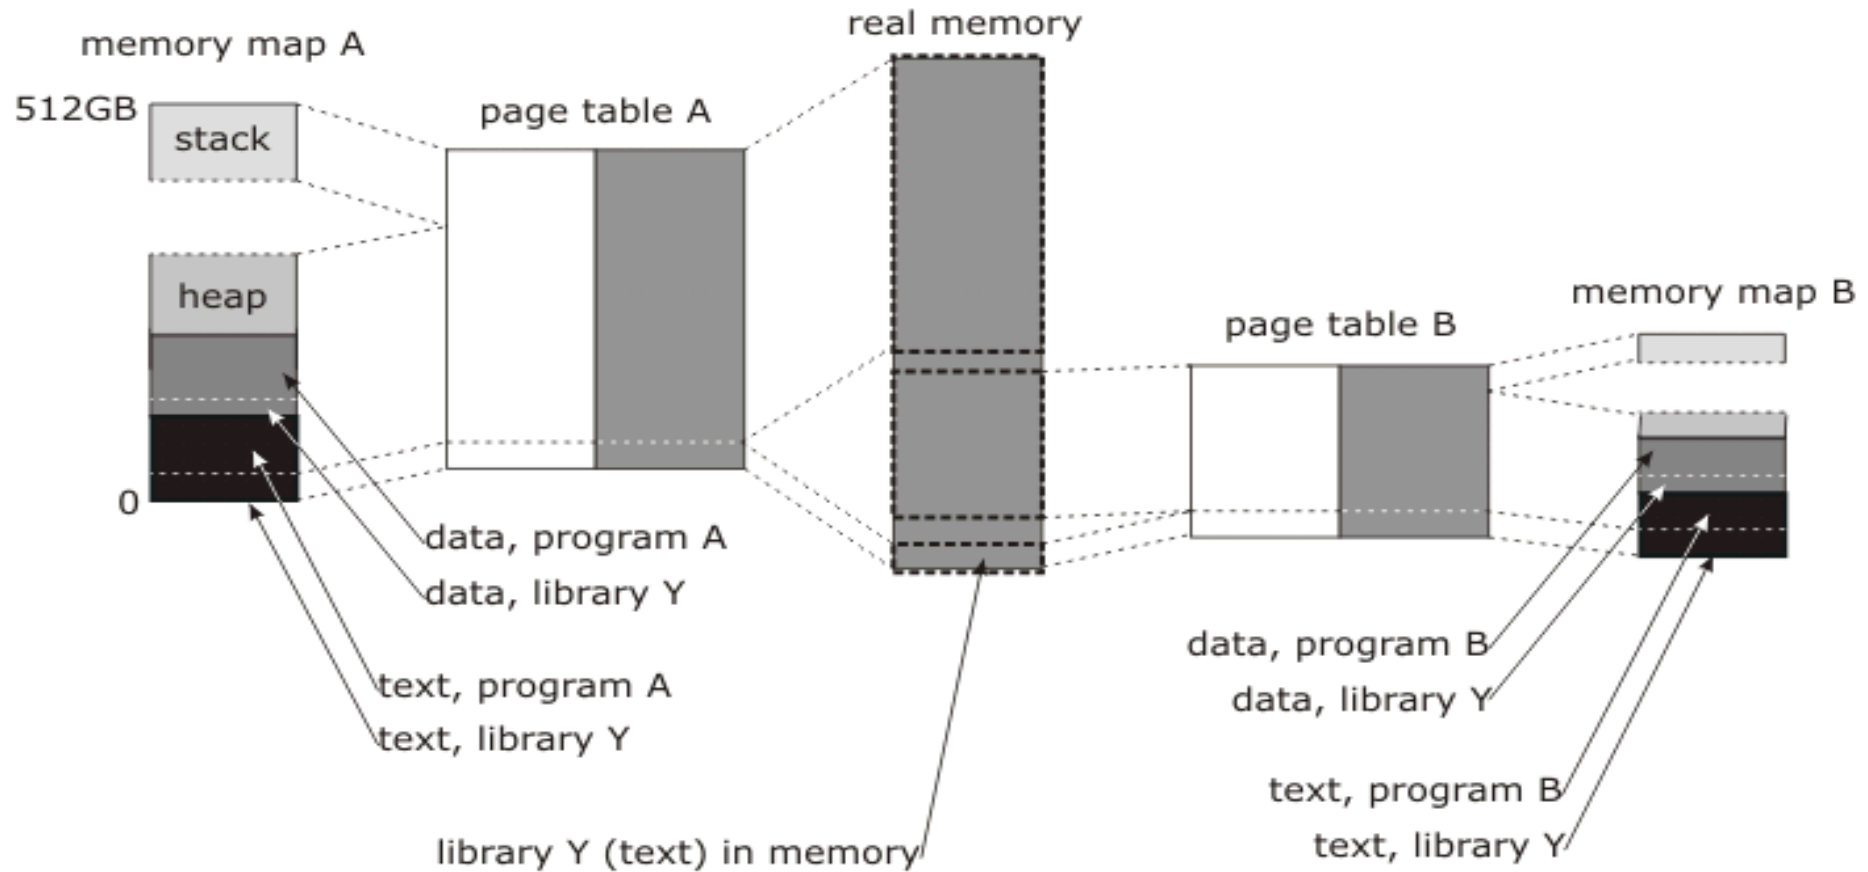 real memory
memory map A
512GB
stack
page table A
heap
memory map B
page table B
0
data, program A
data, library Y
text, program A
text, library Y
data, program B
data, library Y
text, program B
text, library Y
library Y (text) in memory